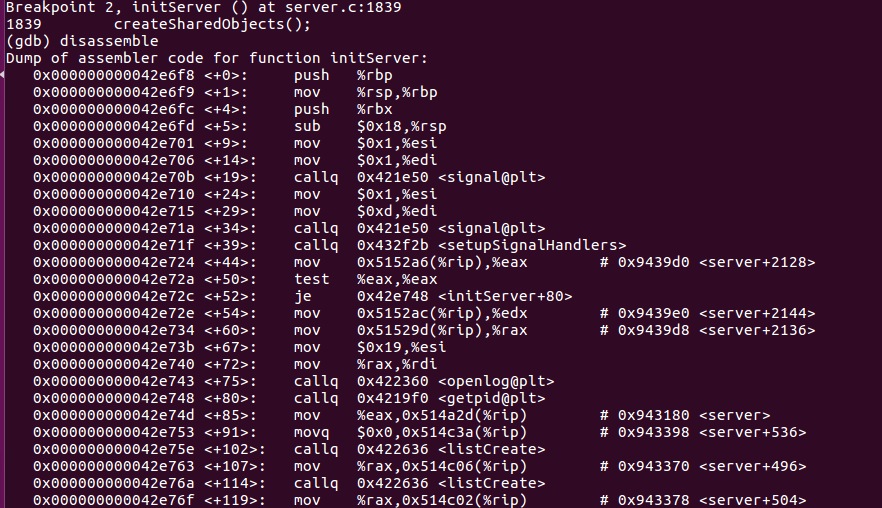 Breakpoint 2, initServer () at server.c:1839
1839        createSharedObjects();
(gdb) disassemble
Dump of assembler code for function initServer:
   0x000000000042e6f8 <+0>:     push   %rbp
   0x000000000042e6f9 <+1>:     mov    %rsp,%rbp
   0x000000000042e6fc <+4>:     push   %rbx
   0x000000000042e6fd <+5>:     sub    $0x18,%rsp
   0x000000000042e701 <+9>:     mov    $0x1,%esi
   0x000000000042e706 <+14>:    mov    $0x1,%edi
   0x000000000042e70b <+19>:    callq  0x421e50 <signal@plt>
   0x000000000042e710 <+24>:    mov    $0x1,%esi
   0x000000000042e715 <+29>:    mov    $0xd,%edi
   0x000000000042e71a <+34>:    callq  0x421e50 <signal@plt>
   0x000000000042e71f <+39>:    callq  0x432f2b <setupSignalHandlers>
   0x000000000042e724 <+44>:    mov    0x5152a6(%rip),%eax        # 0x9439d0 <server+2128>
   0x000000000042e72a <+50>:    test   %eax,%eax
   0x000000000042e72c <+52>:    je     0x42e748 <initServer+80>
   0x000000000042e72e <+54>:    mov    0x5152ac(%rip),%edx        # 0x9439e0 <server+2144>
   0x000000000042e734 <+60>:    mov    0x51529d(%rip),%rax        # 0x9439d8 <server+2136>
   0x000000000042e73b <+67>:    mov    $0x19,%esi
   0x000000000042e740 <+72>:    mov    %rax,%rdi
   0x000000000042e743 <+75>:    callq  0x422360 <openlog@plt>
   0x000000000042e748 <+80>:    callq  0x4219f0 <getpid@plt>
   0x000000000042e74d <+85>:    mov    %eax,0x514a2d(%rip)        # 0x943180 <server>
   0x000000000042e753 <+91>:    movq   $0x0,0x514c3a(%rip)        # 0x943398 <server+536>
   0x000000000042e75e <+102>:   callq  0x422636 <listCreate>
   0x000000000042e763 <+107>:   mov    %rax,0x514c06(%rip)        # 0x943370 <server+496>
   0x000000000042e76a <+114>:   callq  0x422636 <listCreate>
   0x000000000042e76f <+119>:   mov    %rax,0x514c02(%rip)        # 0x943378 <server+504>